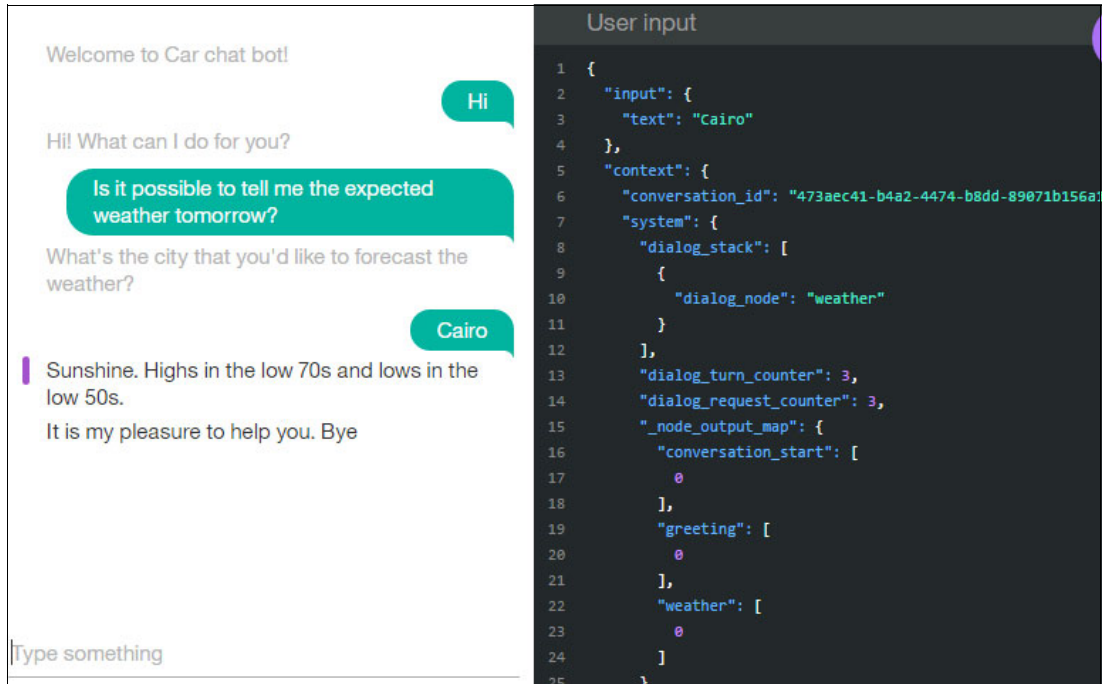 Welcome to Car chat bot!
Hi
Hi! What can I do for you?
Is it possible to tell me the expected
weather tomorrow?
What's the city that you'd like to forecast the
weather?
Cairo
Sunshine. Highs in the low 70s and lows in the
low 50s.
It is my pleasure to help you. Bye
Type something
User input
1 {
2 "input": {
3 "text": "Cairo"
4 },
5 "context": {
6 "conversation_id": "473aec41-b4a2-4474-b8dd-89071b156a1
7 "system": {
8 "dialog_stack": [
9 {
10 "dialog_node": "weather"
11 }
12 ],
13 "dialog_turn_counter": 3,
14 "dialog_request_counter": 3,
15 "_node_output_map": {
16 "conversation_start": [
17 0
18 ],
19 "greeting": [
20 0
21 ],
22 "weather": [
23 0
24 ]
25 }